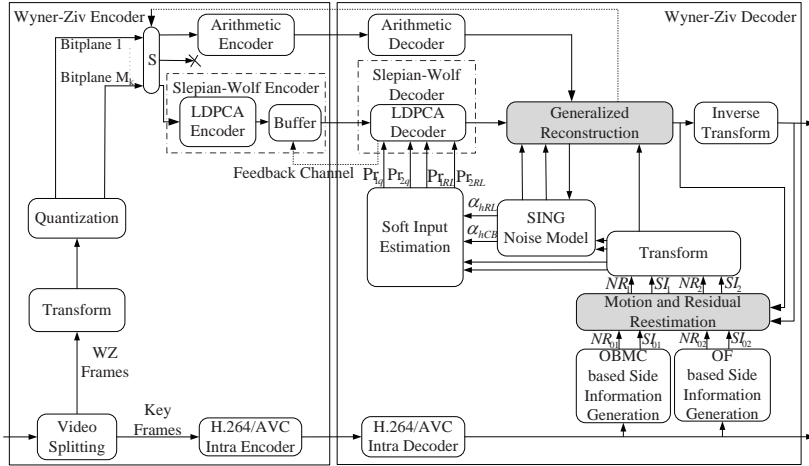 Wyner-Ziv Encoder
Wyner-Ziv Decoder
Bitplane 1
S
Arithmetic
Encoder
Arithmetic
Decoder
Bitplane Mk
Slepian-Wolf Encoder
Slepian-Wolf
Decoder
LDPCA
Encoder
Buffer
LDPCA
Decoder
Generalized
Reconstruction
Inverse
Transform
Feedback Channel
Pr1q
Pr2q
Pr1RL
Pr2RL
Quantization
Soft Input
Estimation
αhRL
αhCB
SING
Noise Model
Transform
Transform
NR1
SI1
NR2
SI2
Motion and Residual
Reestimation
NR01
SI01
NR02
SI02
WZ
Frames
OBMC
based Side
Information
Generation
OF
based Side
Information
Generation
Video
Splitting
Key
Frames
H.264/AVC
Intra Encoder
H.264/AVC
Intra Decoder